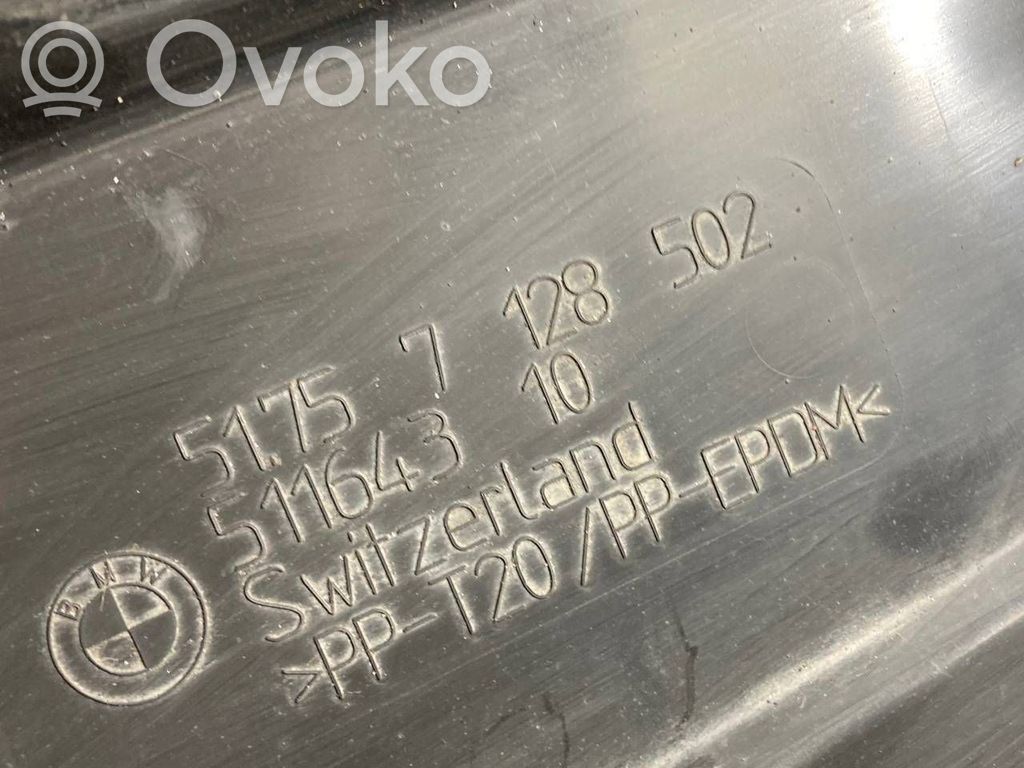 Ovoko
51.75 7 128 502
511643 10
Switzerland
>PP-T20/PP-EPDM<
BMW